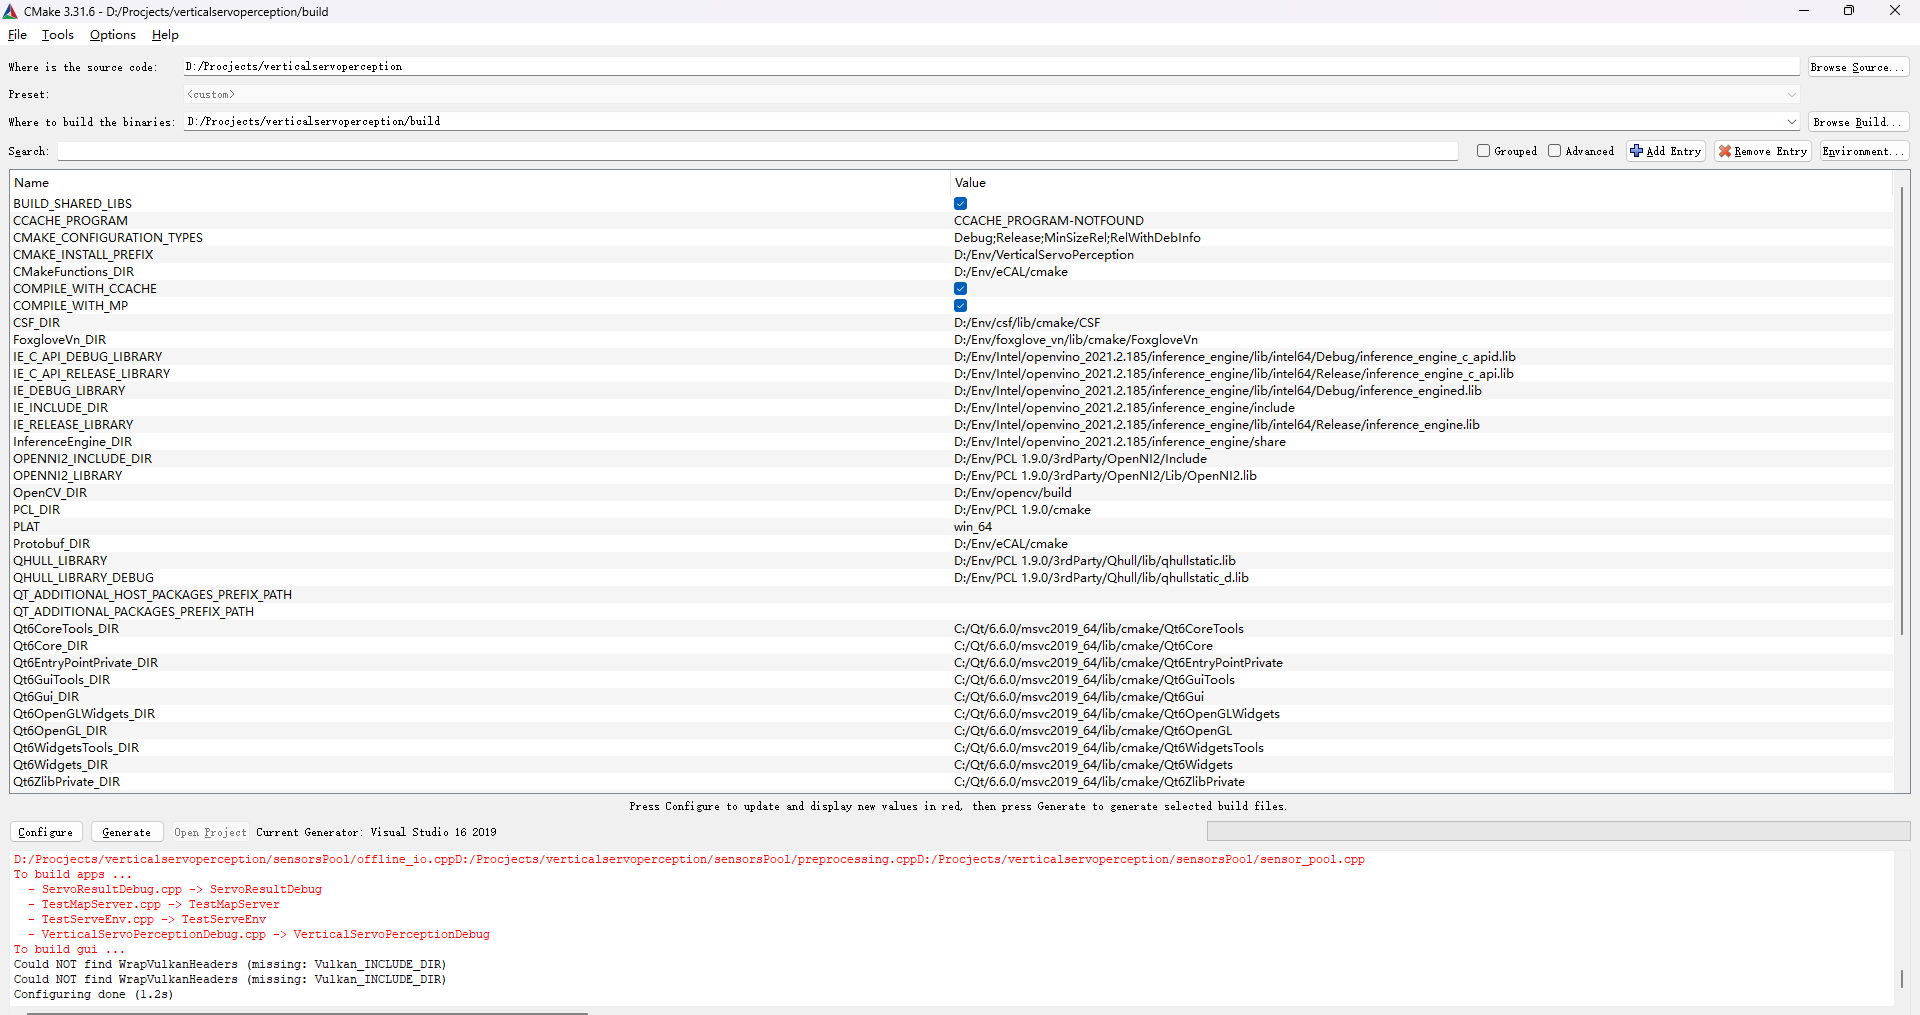 CMake 3.31.6 - D:/Procjects/verticalservoperception/build
File Tools Options Help
Where is the source code: D:/Procjects/verticalservoperception Browse Source...
Preset: <custom>
Where to build the binaries: D:/Procjects/verticalservoperception/build Browse Build...
Search: Grouped Advanced Add Entry Remove Entry Environment...
Name Value
BUILD_SHARED_LIBS
CCACHE_PROGRAM CCACHE_PROGRAM-NOTFOUND
CMAKE_CONFIGURATION_TYPES Debug;Release;MinSizeRel;RelWithDebInfo
CMAKE_INSTALL_PREFIX D:/Env/VerticalServoPerception
CMakeFunctions_DIR D:/Env/eCAL/cmake
COMPILE_WITH_CCACHE
COMPILE_WITH_MP
CSF_DIR D:/Env/csf/lib/cmake/CSF
FoxgloveVn_DIR D:/Env/foxglove_vn/lib/cmake/FoxgloveVn
IE_C_API_DEBUG_LIBRARY D:/Env/Intel/openvino_2021.2.185/inference_engine/lib/intel64/Debug/inference_engine_c_apid.lib
IE_C_API_RELEASE_LIBRARY D:/Env/Intel/openvino_2021.2.185/inference_engine/lib/intel64/Release/inference_engine_c_api.lib
IE_DEBUG_LIBRARY D:/Env/Intel/openvino_2021.2.185/inference_engine/lib/intel64/Debug/inference_engined.lib
IE_INCLUDE_DIR D:/Env/Intel/openvino_2021.2.185/inference_engine/include
IE_RELEASE_LIBRARY D:/Env/Intel/openvino_2021.2.185/inference_engine/lib/intel64/Release/inference_engine.lib
InferenceEngine_DIR D:/Env/Intel/openvino_2021.2.185/inference_engine/share
OPENNI2_INCLUDE_DIR D:/Env/PCL 1.9.0/3rdParty/OpenNI2/Include
OPENNI2_LIBRARY D:/Env/PCL 1.9.0/3rdParty/OpenNI2/Lib/OpenNI2.lib
OpenCV_DIR D:/Env/opencv/build
PCL_DIR D:/Env/PCL 1.9.0/cmake
PLAT win_64
Protobuf_DIR D:/Env/eCAL/cmake
QHULL_LIBRARY D:/Env/PCL 1.9.0/3rdParty/Qhull/lib/qhullstatic.lib
QHULL_LIBRARY_DEBUG D:/Env/PCL 1.9.0/3rdParty/Qhull/lib/qhullstatic_d.lib
QT_ADDITIONAL_HOST_PACKAGES_PREFIX_PATH
QT_ADDITIONAL_PACKAGES_PREFIX_PATH
Qt6CoreTools_DIR C:/Qt/6.6.0/msvc2019_64/lib/cmake/Qt6CoreTools
Qt6Core_DIR C:/Qt/6.6.0/msvc2019_64/lib/cmake/Qt6Core
Qt6EntryPointPrivate_DIR C:/Qt/6.6.0/msvc2019_64/lib/cmake/Qt6EntryPointPrivate
Qt6GuiTools_DIR C:/Qt/6.6.0/msvc2019_64/lib/cmake/Qt6GuiTools
Qt6Gui_DIR C:/Qt/6.6.0/msvc2019_64/lib/cmake/Qt6Gui
Qt6OpenGLWidgets_DIR C:/Qt/6.6.0/msvc2019_64/lib/cmake/Qt6OpenGLWidgets
Qt6OpenGL_DIR C:/Qt/6.6.0/msvc2019_64/lib/cmake/Qt6OpenGL
Qt6WidgetsTools_DIR C:/Qt/6.6.0/msvc2019_64/lib/cmake/Qt6WidgetsTools
Qt6Widgets_DIR C:/Qt/6.6.0/msvc2019_64/lib/cmake/Qt6Widgets
Qt6ZlibPrivate_DIR C:/Qt/6.6.0/msvc2019_64/lib/cmake/Qt6ZlibPrivate
Press Configure to update and display new values in red, then press Generate to generate selected build files.
Configure Generate Open Project Current Generator: Visual Studio 16 2019
D:/Procjects/verticalservoperception/sensorsPool/offline_io.cppD:/Procjects/verticalservoperception/sensorsPool/preprocessing.cppD:/Procjects/verticalservoperception/sensorsPool/sensor_pool.cpp
To build apps ...
- ServoResultDebug.cpp -> ServoResultDebug
- TestMapServer.cpp -> TestMapServer
- TestServeEnv.cpp -> TestServeEnv
- VerticalServoPerceptionDebug.cpp -> VerticalServoPerceptionDebug
To build gui ...
Could NOT find WrapVulkanHeaders (missing: Vulkan_INCLUDE_DIR)
Could NOT find WrapVulkanHeaders (missing: Vulkan_INCLUDE_DIR)
Configuring done (1.2s)